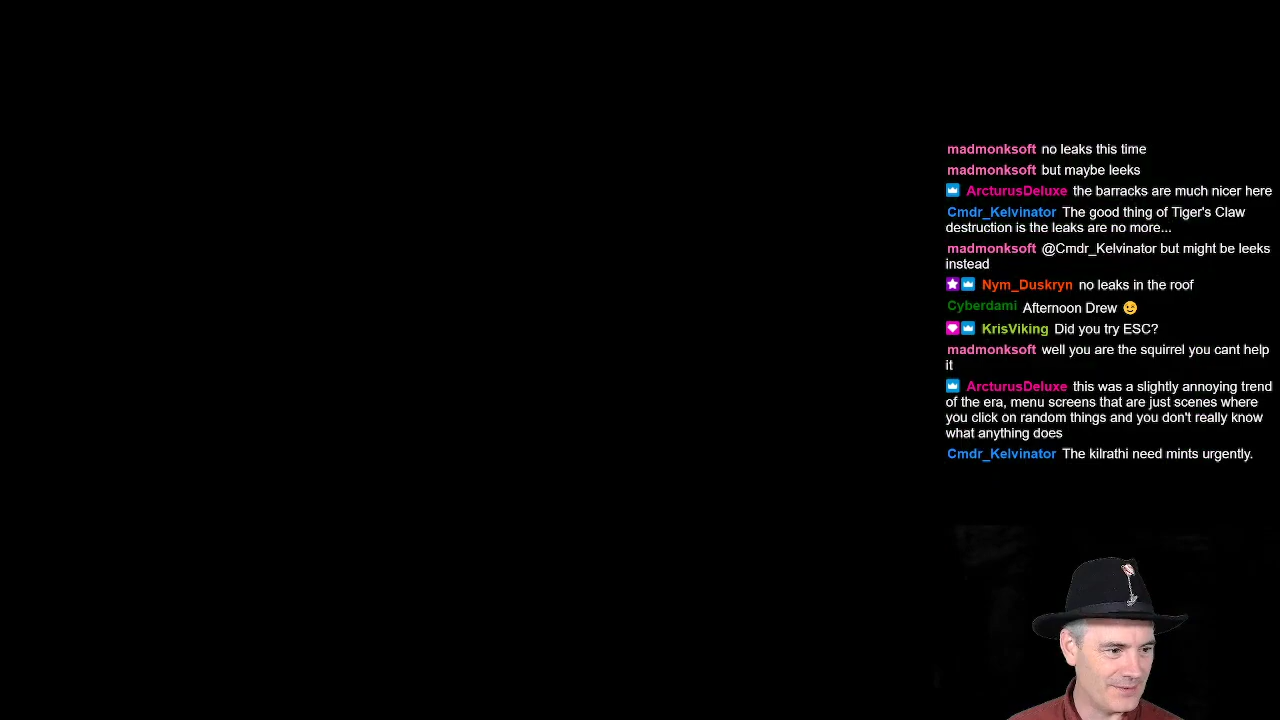 madmonksoft no leaks this time
madmonksoft but maybe leeks
ArcturusDeluxe the barracks are much nicer here
Cmdr_Kelvinator The good thing of Tiger's Claw
destruction is the leaks are no more...
madmonksoft @Cmdr_Kelvinator but might be leeks
instead
Nym_Duskryn no leaks in the roof
Cyberdami Afternoon Drew 😉
KrisViking Did you try ESC?
madmonksoft well you are the squirrel you cant help
it
ArcturusDeluxe this was a slightly annoying trend
of the era, menu screens that are just scenes where
you click on random things and you don't really know
what anything does
Cmdr_Kelvinator The kilrathi need mints urgently.